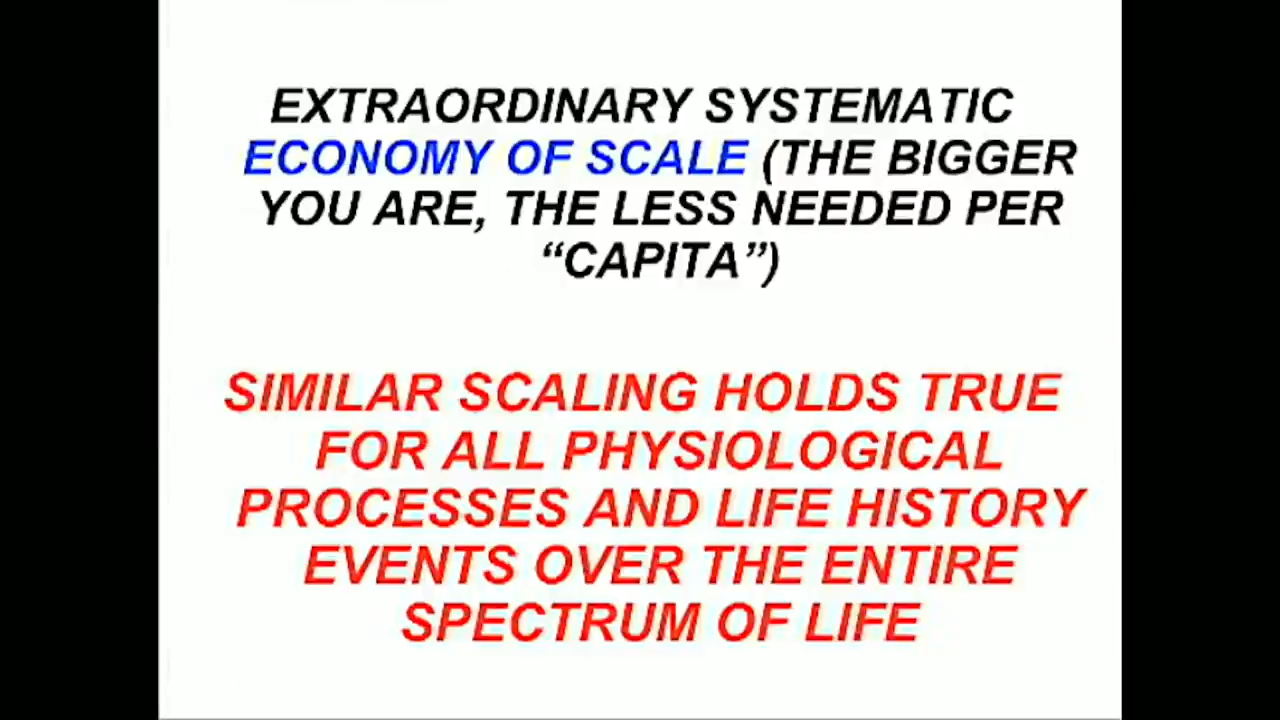 EXTRAORDINARY SYSTEMATIC
ECONOMY OF SCALE (THE BIGGER
YOU ARE, THE LESS NEEDED PER
“CAPITA”)
SIMILAR SCALING HOLDS TRUE
FOR ALL PHYSIOLOGICAL
PROCESSES AND LIFE HISTORY
EVENTS OVER THE ENTIRE
SPECTRUM OF LIFE